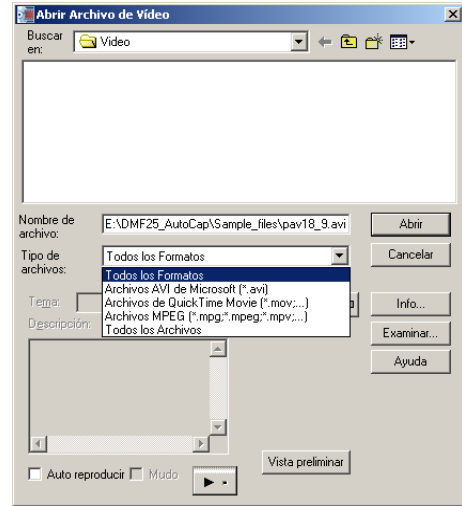 Abrir Archivo de Vídeo
Buscar en:
Video
Nombre de archivo:
E:\DMF25_AutoCap\Sample_files\pav18_9.avi
Abrir
Tipo de archivos:
Todos los Formatos
Cancelar
Todos los Formatos
Archivos AVI de Microsoft (*.avi)
Archivos de QuickTime Movie (*.mov;...)
Archivos MPEG (*.mpg;*.mpeg;*.mpv;...)
Todos los Archivos
Tema:
Info...
Descripción:
Examinar...
Ayuda
Vista preliminar
Auto reproducir
Mudo